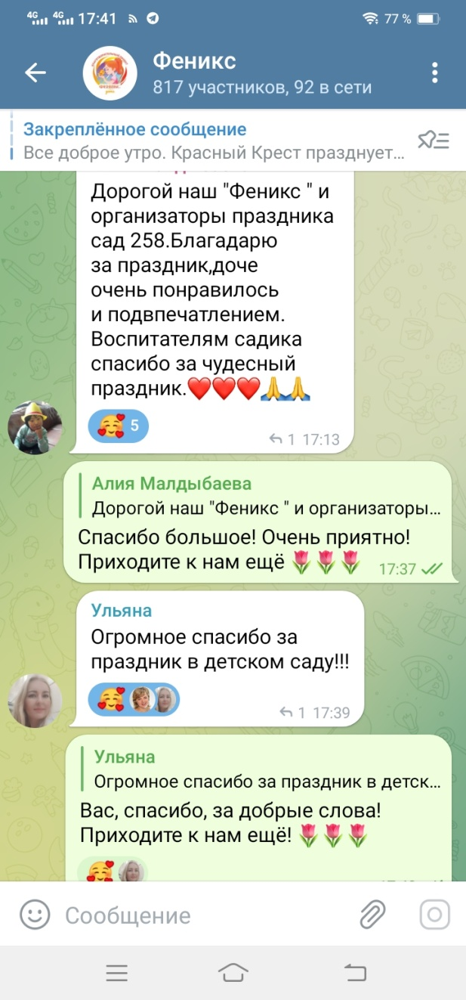 4G 4G 17:41 77 %
Феникс
817 участников, 92 в сети
Закреплённое сообщение
Все доброе утро. Красный Крест празднует...
Дорогой наш "Феникс " и
организаторы праздника
сад 258.Благадарю
за праздник,доче
очень понравилось
и подвпечатлением.
Воспитателям садика
спасибо за чудесный
праздник.❤️❤️❤️🙏🙏
5
1 17:13
Алия Малдыбаева
Дорогой наш "Феникс " и организаторы...
Спасибо большое! Очень приятно!
Приходите к нам ещё 🌷🌷🌷
17:37
Ульяна
Огромное спасибо за
праздник в детском саду!!!
1 17:39
Ульяна
Огромное спасибо за праздник в детск...
Вас, спасибо, за добрые слова!
Приходите к нам ещё! 🌷🌷🌷
Сообщение